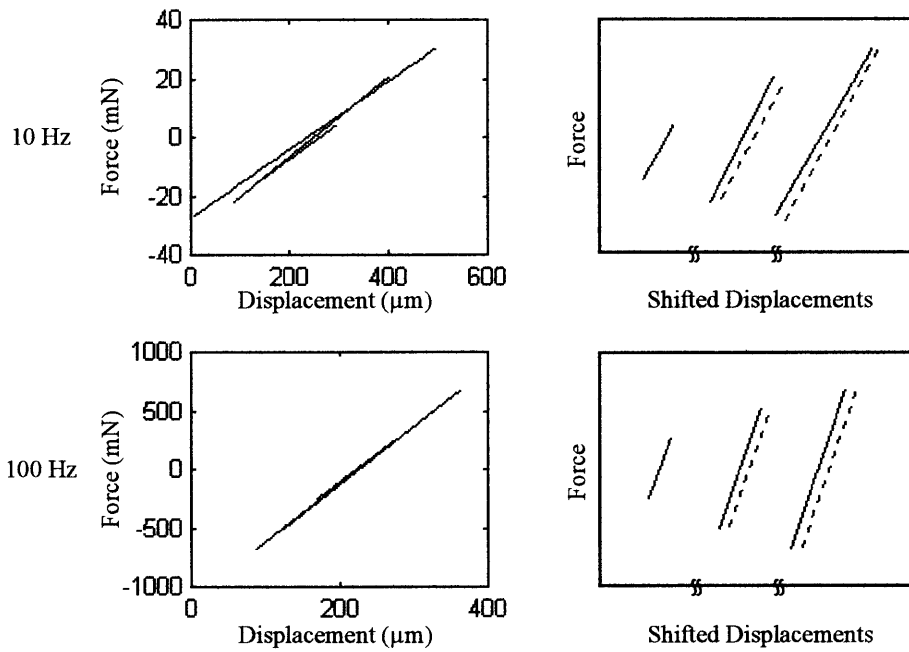 40
20
0
-20
-40
Force (mN)
10 Hz
0 200 400 600
Displacement (μm)
Force
Shifted Displacements
1000
500
0
-500
-1000
Force (mN)
100 Hz
0 200 400
Displacement (μm)
Force
Shifted Displacements